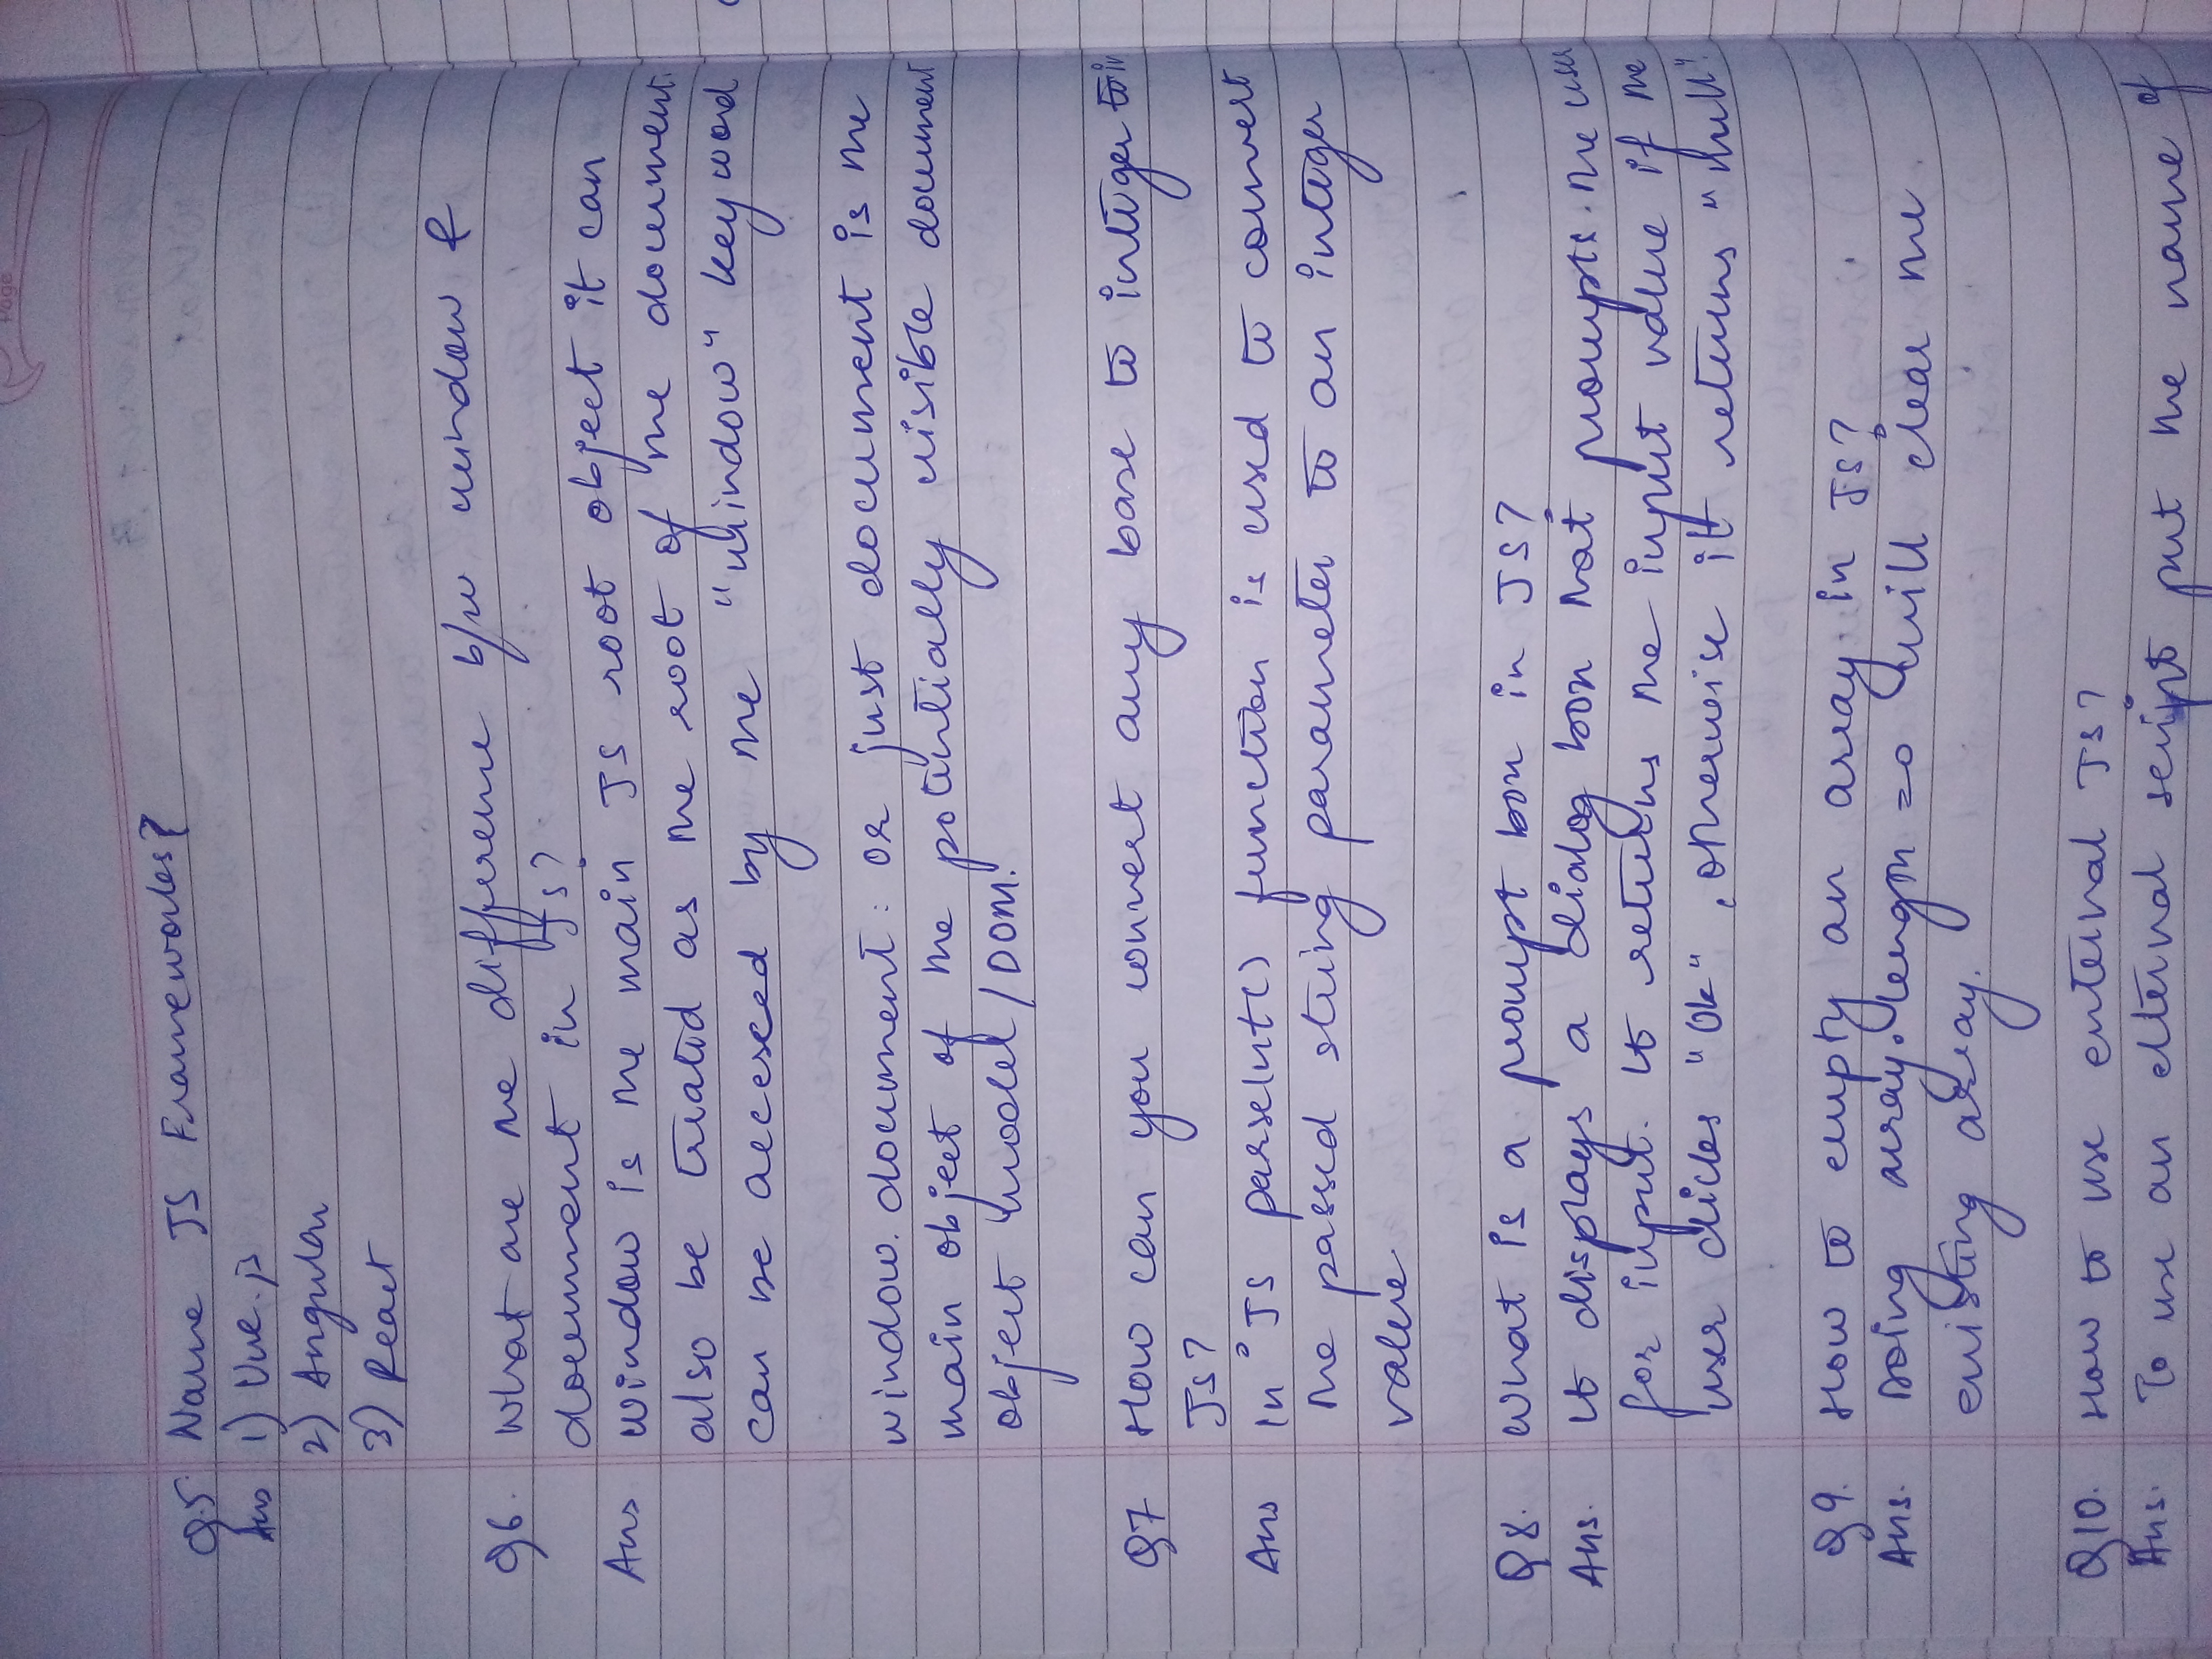 Page
Q.5 Name JS Frameworks?
Ans 1) Vue.js
2) Angular
3) React
Q6. What are the difference b/w window &
document in JS?
Ans window is the main JS root object it can
also be treated as the root of the document.
can be accesced by the "window" keyword
window.document: or just document is the
main object of the potentially visible document
object model/DOM.
Q7 How can you convert any base to integer in
JS?
Ans In JS parseInt() function is used to convert
the passed string parameter to an integer
value.
Q8. What is a prompt box in JS?
Ans. It displays a dialog box that prompts the user
for input. It returns the input value if the
user clicks "Ok", otherwise it returns "null".
Q9. How to empty an array in JS?
Ans. Doing array.length =0 will clear the
existing array.
Q10. How to use external JS?
Ans. To use an external script put the name of